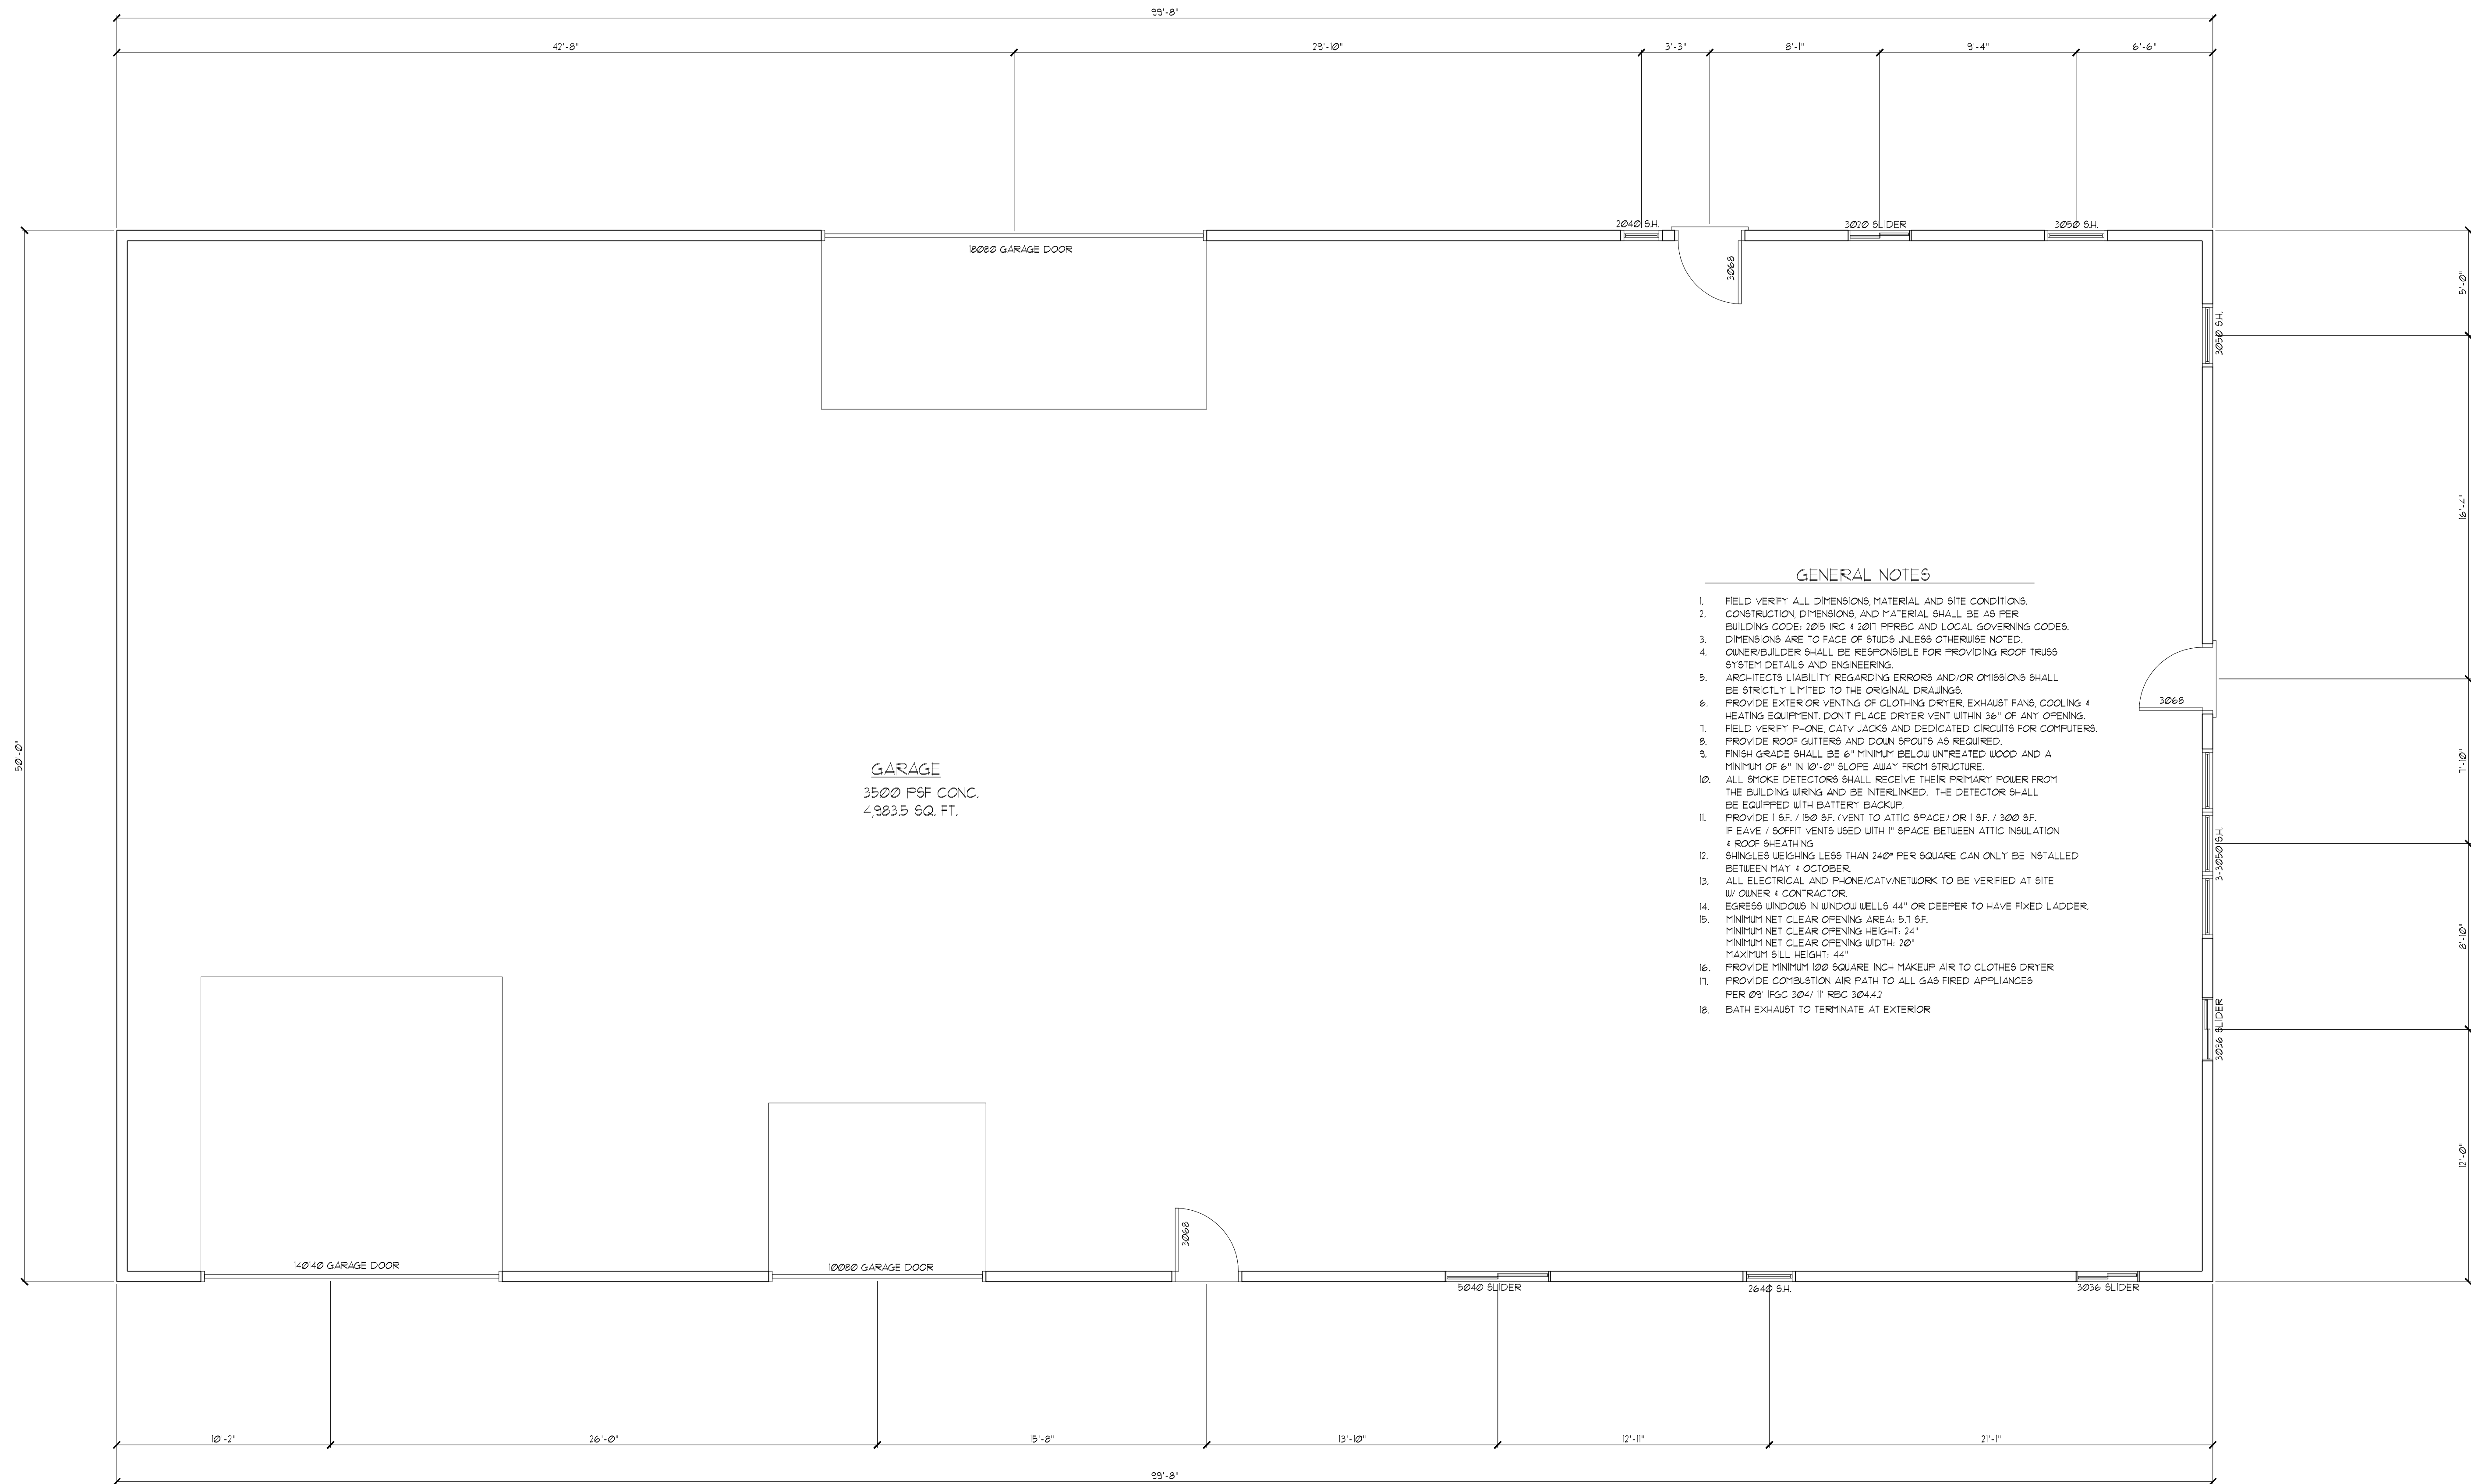 99'-8"
42'-8" 29'-10" 3'-3" 8'-1" 9'-4" 6'-6"
2040 S.H. 3020 SLIDER 3050 S.H.
18080 GARAGE DOOR
3068
5'-0"
3050 S.H.
16'-4"
GENERAL NOTES
1. FIELD VERIFY ALL DIMENSIONS, MATERIAL AND SITE CONDITIONS.
2. CONSTRUCTION, DIMENSIONS, AND MATERIAL SHALL BE AS PER
BUILDING CODE: 2015 IRC & 2017 PPRBC AND LOCAL GOVERNING CODES.
3. DIMENSIONS ARE TO FACE OF STUDS UNLESS OTHERWISE NOTED.
4. OWNER/BUILDER SHALL BE RESPONSIBLE FOR PROVIDING ROOF TRUSS
SYSTEM DETAILS AND ENGINEERING.
5. ARCHITECTS LIABILITY REGARDING ERRORS AND/OR OMISSIONS SHALL
BE STRICTLY LIMITED TO THE ORIGINAL DRAWINGS.
6. PROVIDE EXTERIOR VENTING OF CLOTHING DRYER, EXHAUST FANS, COOLING &
HEATING EQUIPMENT. DON'T PLACE DRYER VENT WITHIN 36" OF ANY OPENING.
7. FIELD VERIFY PHONE, CATV JACKS AND DEDICATED CIRCUITS FOR COMPUTERS.
8. PROVIDE ROOF GUTTERS AND DOWN SPOUTS AS REQUIRED.
9. FINISH GRADE SHALL BE 6" MINIMUM BELOW UNTREATED WOOD AND A
MINIMUM OF 6" IN 10'-0" SLOPE AWAY FROM STRUCTURE.
10. ALL SMOKE DETECTORS SHALL RECEIVE THEIR PRIMARY POWER FROM
THE BUILDING WIRING AND BE INTERLINKED. THE DETECTOR SHALL
BE EQUIPPED WITH BATTERY BACKUP.
11. PROVIDE 1 S.F. / 150 S.F. (VENT TO ATTIC SPACE) OR 1 S.F. / 300 S.F.
IF EAVE / SOFFIT VENTS USED WITH 1" SPACE BETWEEN ATTIC INSULATION
& ROOF SHEATHING
12. SHINGLES WEIGHING LESS THAN 240# PER SQUARE CAN ONLY BE INSTALLED
BETWEEN MAY & OCTOBER.
13. ALL ELECTRICAL AND PHONE/CATV/NETWORK TO BE VERIFIED AT SITE
W/ OWNER & CONTRACTOR.
14. EGRESS WINDOWS IN WINDOW WELLS 44" OR DEEPER TO HAVE FIXED LADDER.
15. MINIMUM NET CLEAR OPENING AREA: 5.7 S.F.
MINIMUM NET CLEAR OPENING HEIGHT: 24"
MINIMUM NET CLEAR OPENING WIDTH: 20"
MAXIMUM SILL HEIGHT: 44"
16. PROVIDE MINIMUM 100 SQUARE INCH MAKEUP AIR TO CLOTHES DRYER
17. PROVIDE COMBUSTION AIR PATH TO ALL GAS FIRED APPLIANCES
PER 09' IFGC 304/ 11' RBC 304.4.2
18. BATH EXHAUST TO TERMINATE AT EXTERIOR
3068
50'-0"
GARAGE
3500 PSF CONC.
4,983.5 SQ. FT.
7'-10"
3-3050 S.H.
8'-10"
3036 SLIDER
12'-0"
3068
140140 GARAGE DOOR 10080 GARAGE DOOR
5040 SLIDER 2640 S.H. 3036 SLIDER
10'-2" 26'-0" 15'-8" 13'-10" 12'-11" 21'-1"
99'-8"